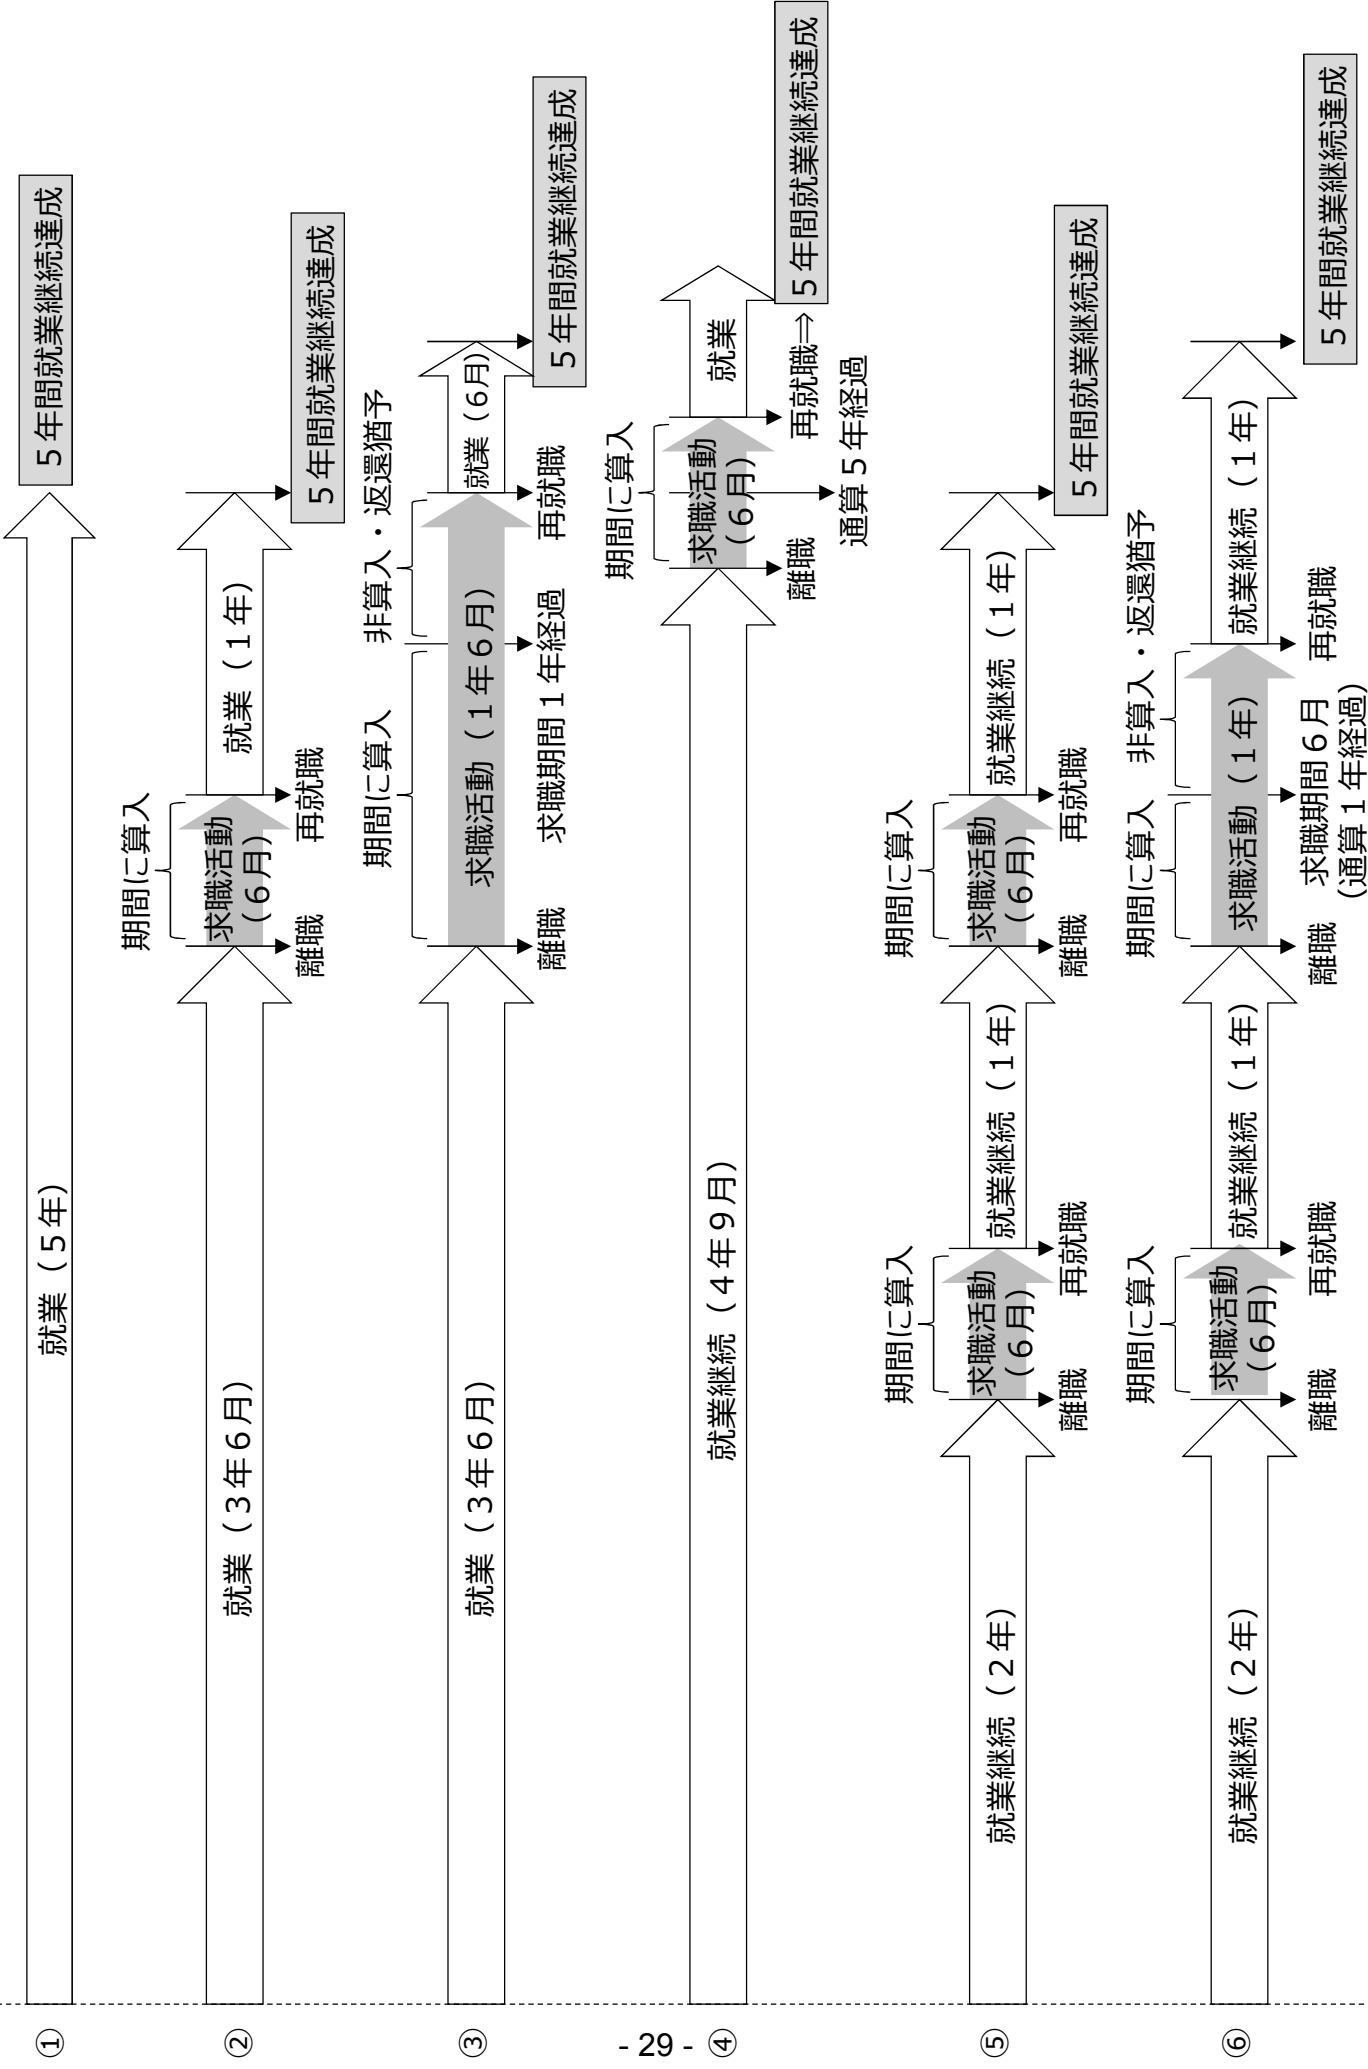 ①
就業（５年）
５年間就業継続達成
②
就業（３年６月）
期間に算入
求職活動
（６月）
離職
再就職
就業（１年）
５年間就業継続達成
③
就業（３年６月）
期間に算入
非算入・返還猶予
求職活動（１年６月）
離職
求職期間１年経過
再就職
就業（６月）
５年間就業継続達成
④
就業継続（４年９月）
期間に算入
求職活動
（６月）
離職
通算５年経過
再就職⇒
就業
５年間就業継続達成
⑤
就業継続（２年）
期間に算入
求職活動
（６月）
離職
再就職
就業継続（１年）
期間に算入
求職活動
（６月）
離職
再就職
就業継続（１年）
５年間就業継続達成
⑥
就業継続（２年）
期間に算入
求職活動
（６月）
離職
再就職
就業継続（１年）
期間に算入
非算入・返還猶予
求職活動（１年）
離職
求職期間６月
（通算１年経過）
再就職
就業継続（１年）
５年間就業継続達成
- 29 -